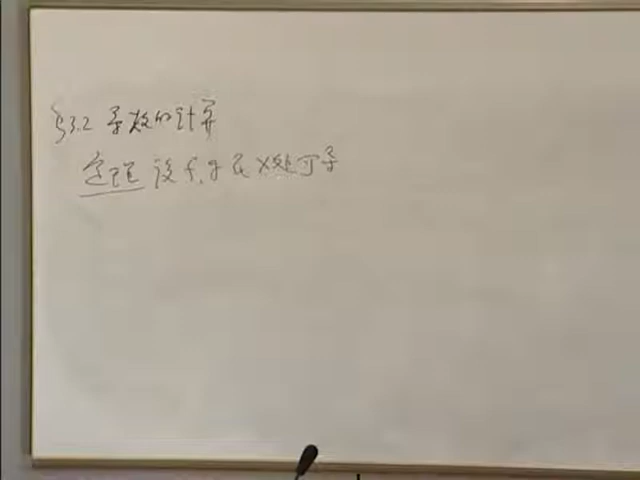 §3.2 导数的计算
定理 设 f, g 在 x 处可导